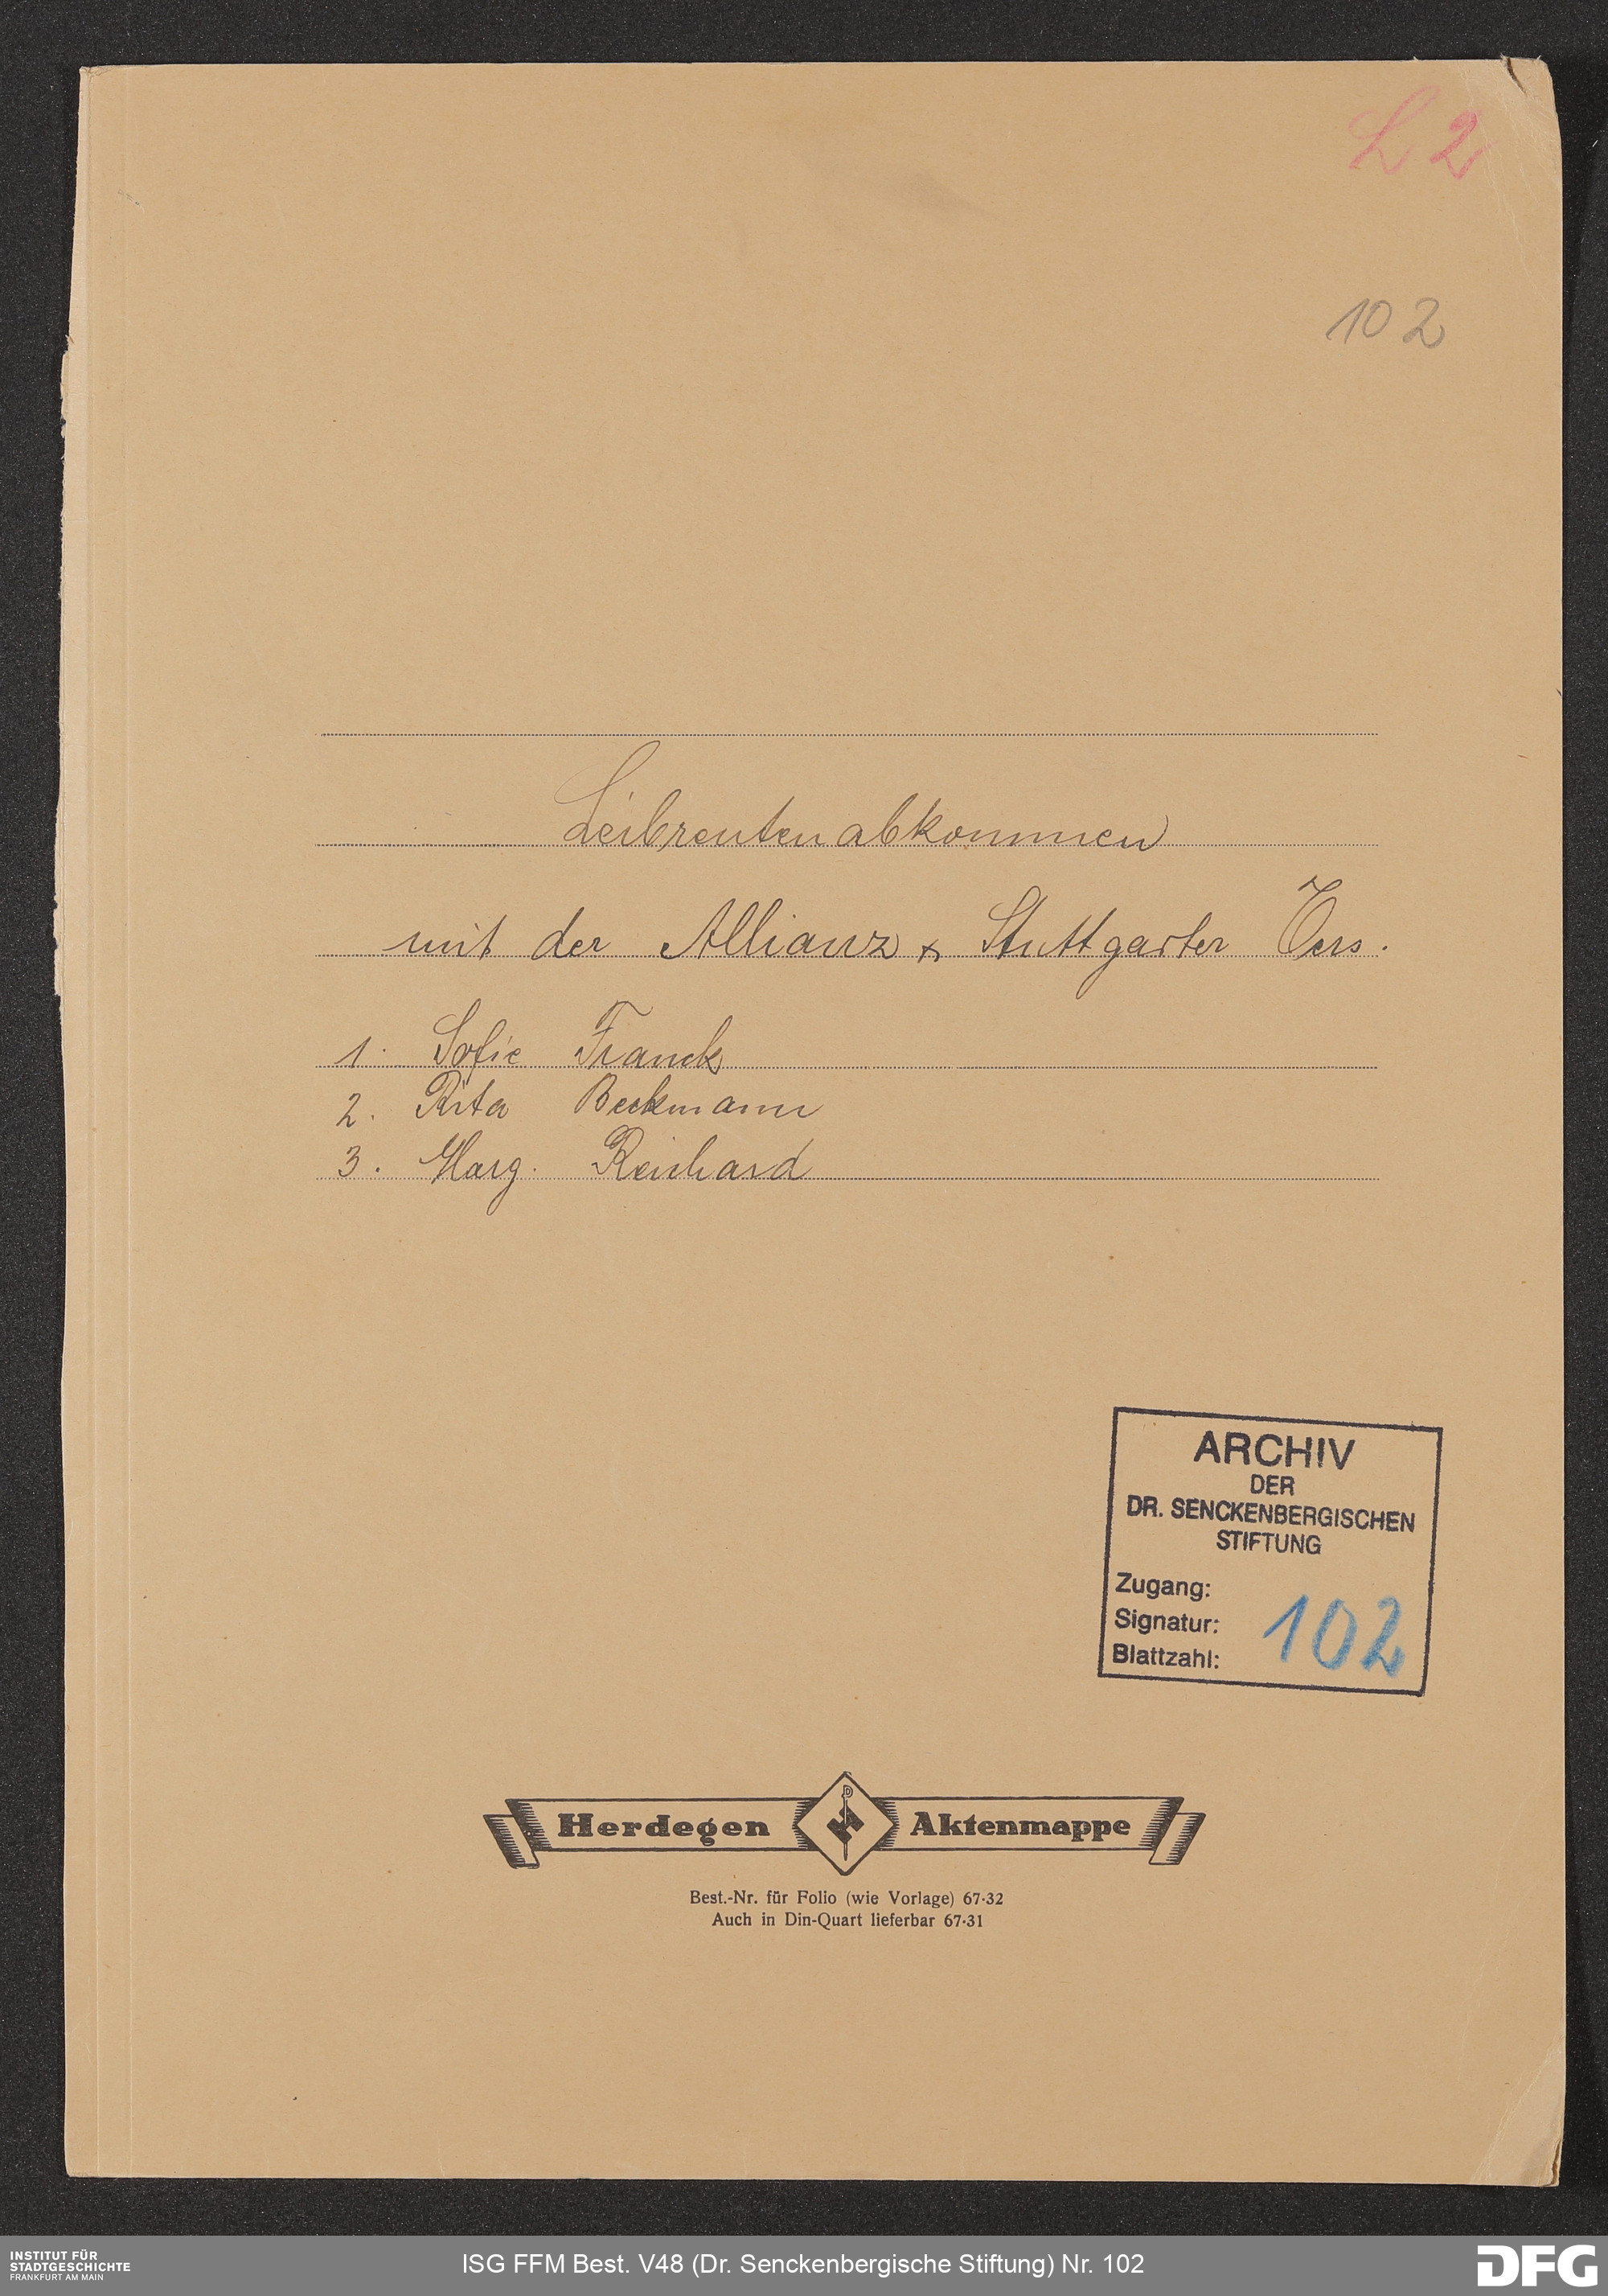 L 2
102
Leibrentenabkommen
mit der Allianz & Stuttgarter Vers.
1. Sofie Franck
2. Rita Beckmann
3. Marg. Reichard
ARCHIV
DER
DR. SENCKENBERGISCHEN
STIFTUNG
Zugang:
Signatur: 102
Blattzahl:
Herdegen Aktenmappe
Best.-Nr. für Folio (wie Vorlage) 67·32
Auch in Din-Quart lieferbar 67·31
INSTITUT FÜR
STADTGESCHICHTE
FRANKFURT AM MAIN
ISG FFM Best. V48 (Dr. Senckenbergische Stiftung) Nr. 102
DFG